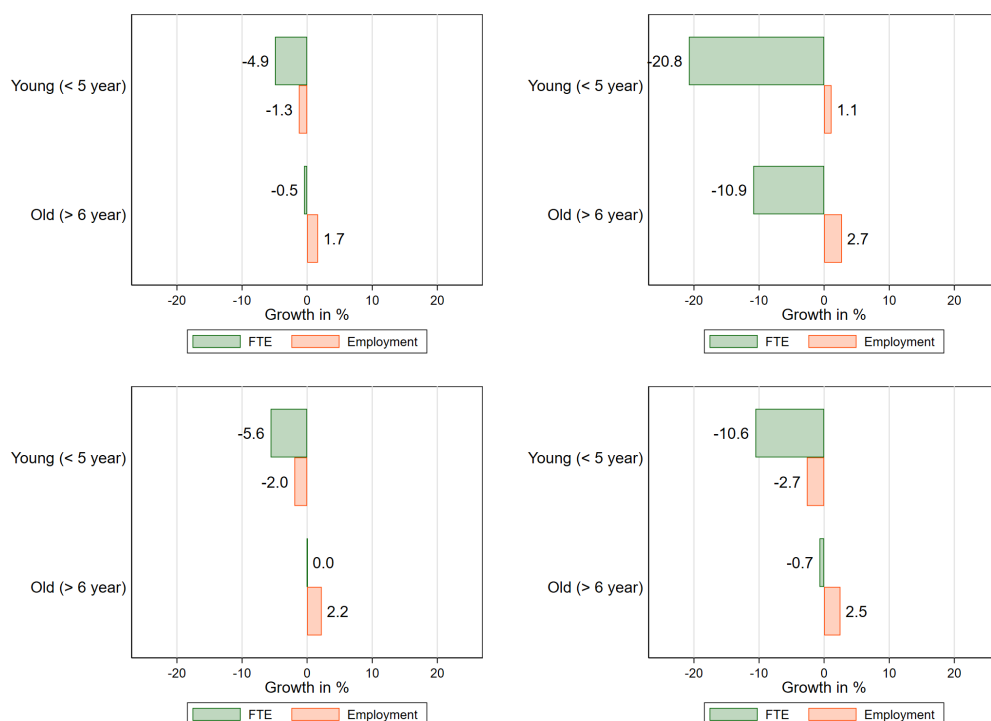 -4.9
Young (< 5 year)
-1.3
-0.5
Old (> 6 year)
1.7
-20 -10 0 10 20
Growth in %
FTE Employment
-20.8
Young (< 5 year)
1.1
-10.9
Old (> 6 year)
2.7
-20 -10 0 10 20
Growth in %
FTE Employment
-5.6
Young (< 5 year)
-2.0
0.0
Old (> 6 year)
2.2
-20 -10 0 10 20
Growth in %
FTE Employment
-10.6
Young (< 5 year)
-2.7
-0.7
Old (> 6 year)
2.5
-20 -10 0 10 20
Growth in %
FTE Employment